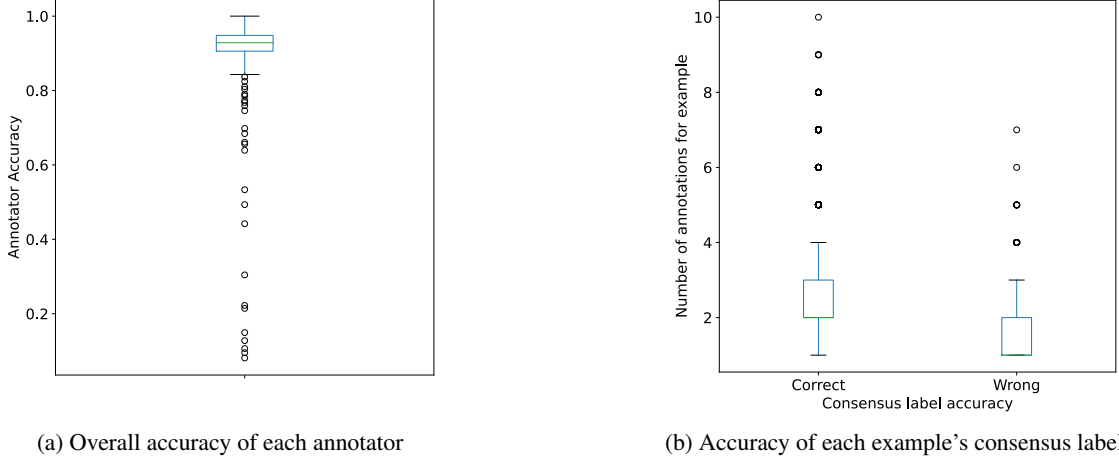 1.0
0.8
0.6
0.4
0.2
Annotator Accuracy
(a) Overall accuracy of each annotator
10
8
6
4
2
Number of annotations for example
Correct
Wrong
Consensus label accuracy
(b) Accuracy of each example's consensus label